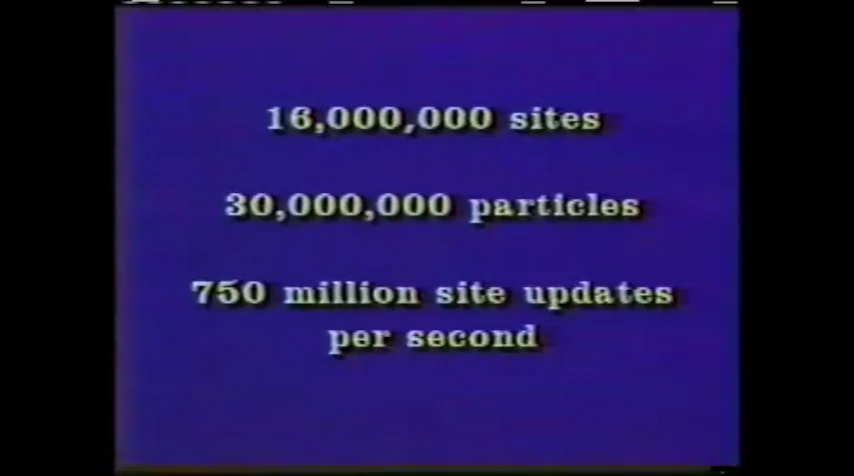 16,000,000 sites
30,000,000 particles
750 million site updates
per second